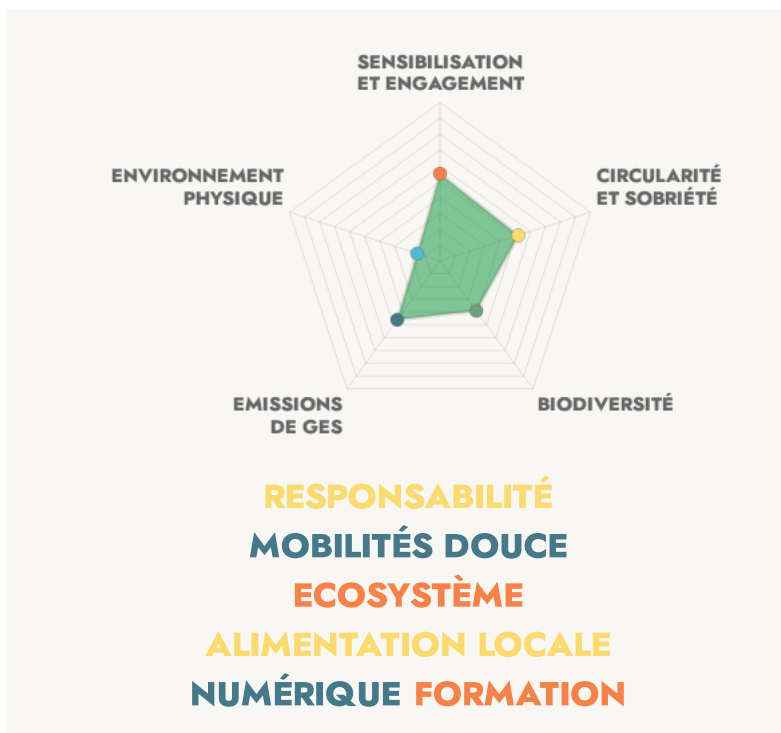 SENSIBILISATION
ET ENGAGEMENT
ENVIRONNEMENT
PHYSIQUE
CIRCULARITÉ
ET SOBRIÉTÉ
EMISSIONS
DE GES
BIODIVERSITÉ
RESPONSABILITÉ
MOBILITÉS DOUCE
ECOSYSTÈME
ALIMENTATION LOCALE
NUMÉRIQUE FORMATION